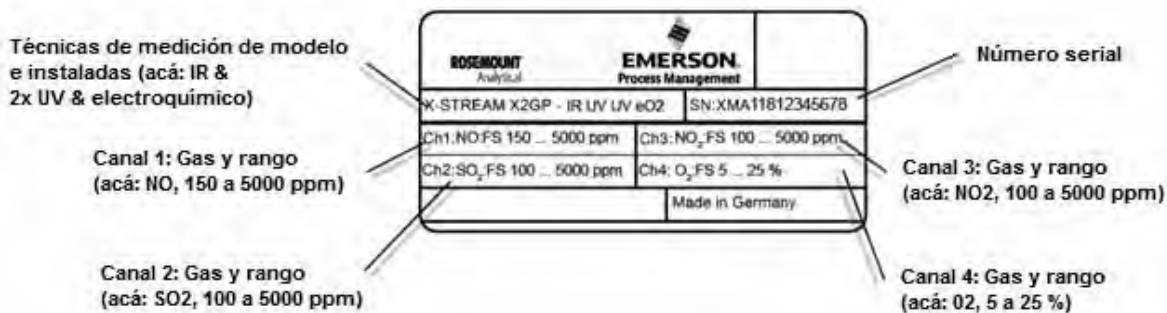 Técnicas de medición de modelo
e instaladas (acá: IR &
2x UV & electroquímico)
Número serial
ROSEMOUNT
Analytical
EMERSON.
Process Management
X-STREAM X2GP - IR UV UV eO2
SN:XMA11812345678
Ch1:NO:FS 150 ... 5000 ppm
Ch3:NO₂:FS 100 ... 5000 ppm
Ch2:SO₂:FS 100 ... 5000 ppm
Ch4: O₂:FS 5 ... 25 %
Made in Germany
Canal 1: Gas y rango
(acá: NO, 150 a 5000 ppm)
Canal 3: Gas y rango
(acá: NO2, 100 a 5000 ppm)
Canal 2: Gas y rango
(acá: SO2, 100 a 5000 ppm)
Canal 4: Gas y rango
(acá: 02, 5 a 25 %)